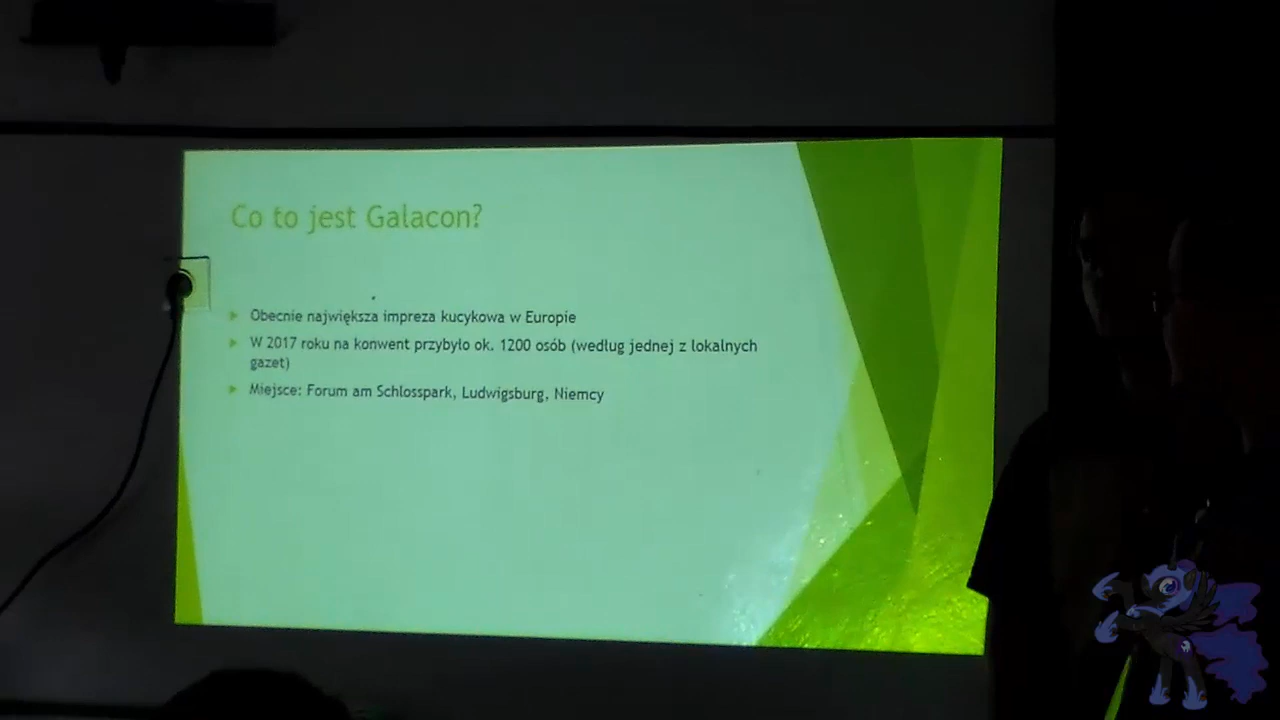 Co to jest Galacon?
Obecnie największa impreza kucykowa w Europie
W 2017 roku na konwent przybyło ok. 1200 osób (według jednej z lokalnych
gazet)
Miejsce: Forum am Schlosspark, Ludwigsburg, Niemcy